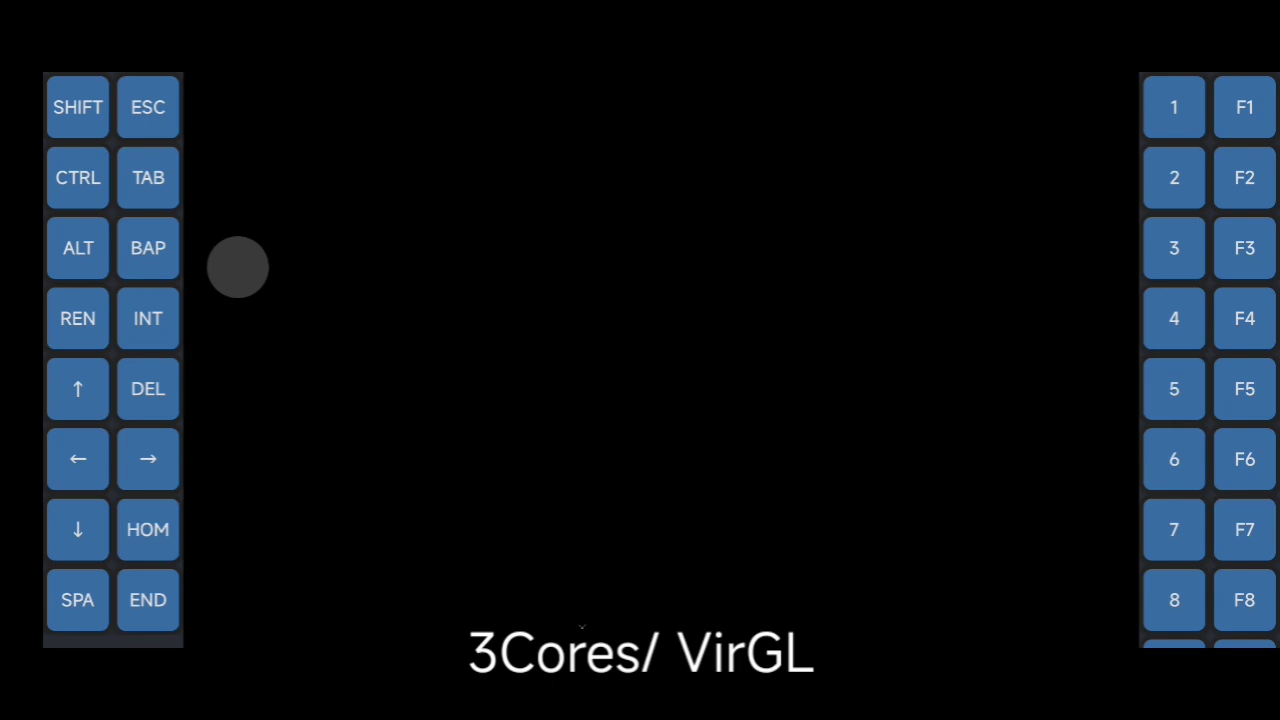 SHIFT ESC
CTRL TAB
ALT BAP
REN INT
↑ DEL
← →
↓ HOM
SPA END
1 F1
2 F2
3 F3
4 F4
5 F5
6 F6
7 F7
8 F8
3Cores/ VirGL